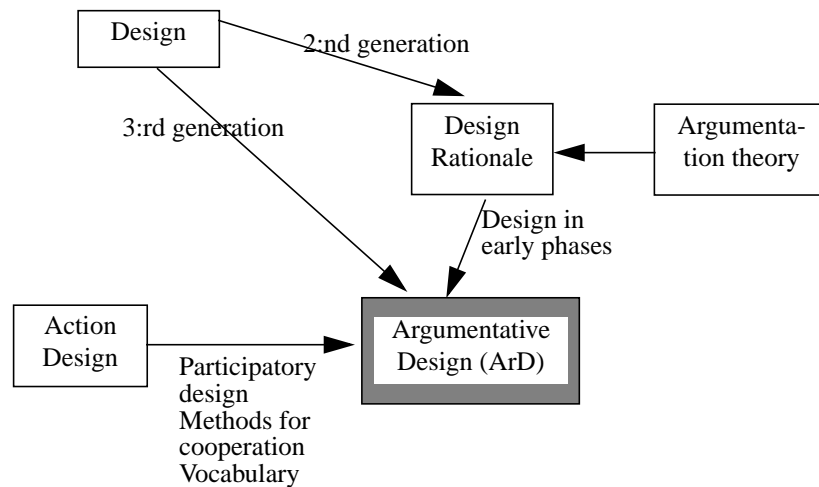 Design
2:nd generation
3:rd generation
Design
Rationale
Argumenta-
tion theory
Design in
early phases
Action
Design
Argumentative
Design (ArD)
Participatory
design
Methods for
cooperation
Vocabulary